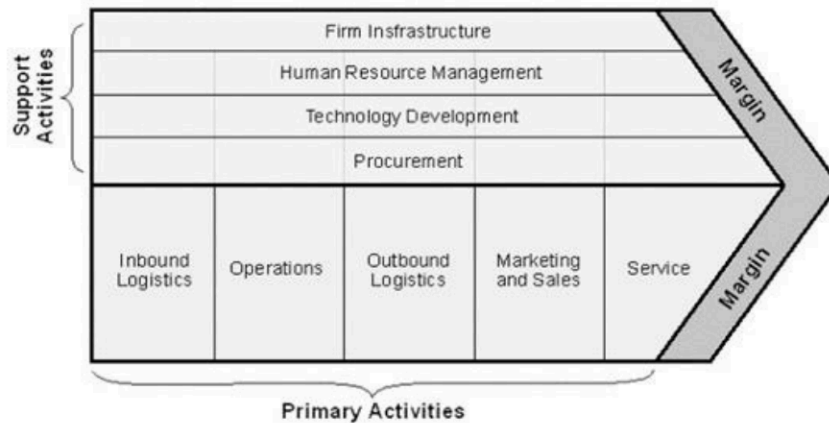 Support
Activities
Firm Insfrastructure
Human Resource Management
Technology Development
Procurement
Margin
Inbound
Logistics
Operations
Outbound
Logistics
Marketing
and Sales
Service
Margin
Primary Activities